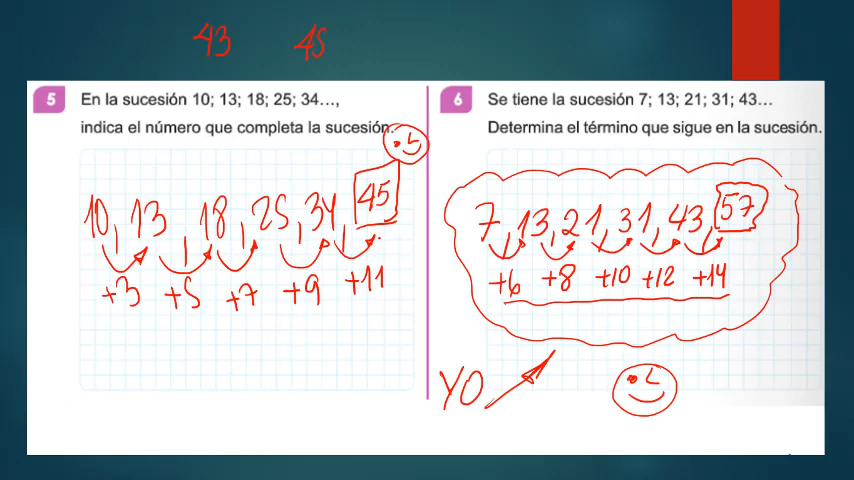 43 45
5 En la sucesión 10; 13; 18; 25; 34...,
indica el número que completa la sucesión.
10, 13, 18, 25, 34, 45
+3 +5 +7 +9 +11
6 Se tiene la sucesión 7; 13; 21; 31; 43...
Determina el término que sigue en la sucesión.
7, 13, 21, 31, 43, 57
+6 +8 +10 +12 +14
YO